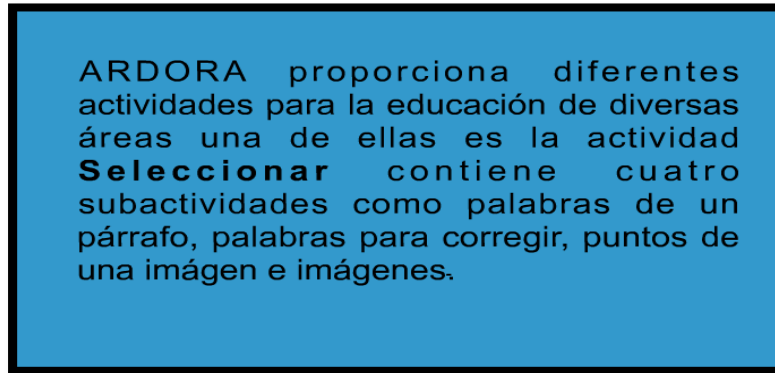 ARDORA proporciona diferentes
actividades para la educación de diversas
áreas una de ellas es la actividad
Seleccionar contiene cuatro
subactividades como palabras de un
párrafo, palabras para corregir, puntos de
una imágen e imágenes.